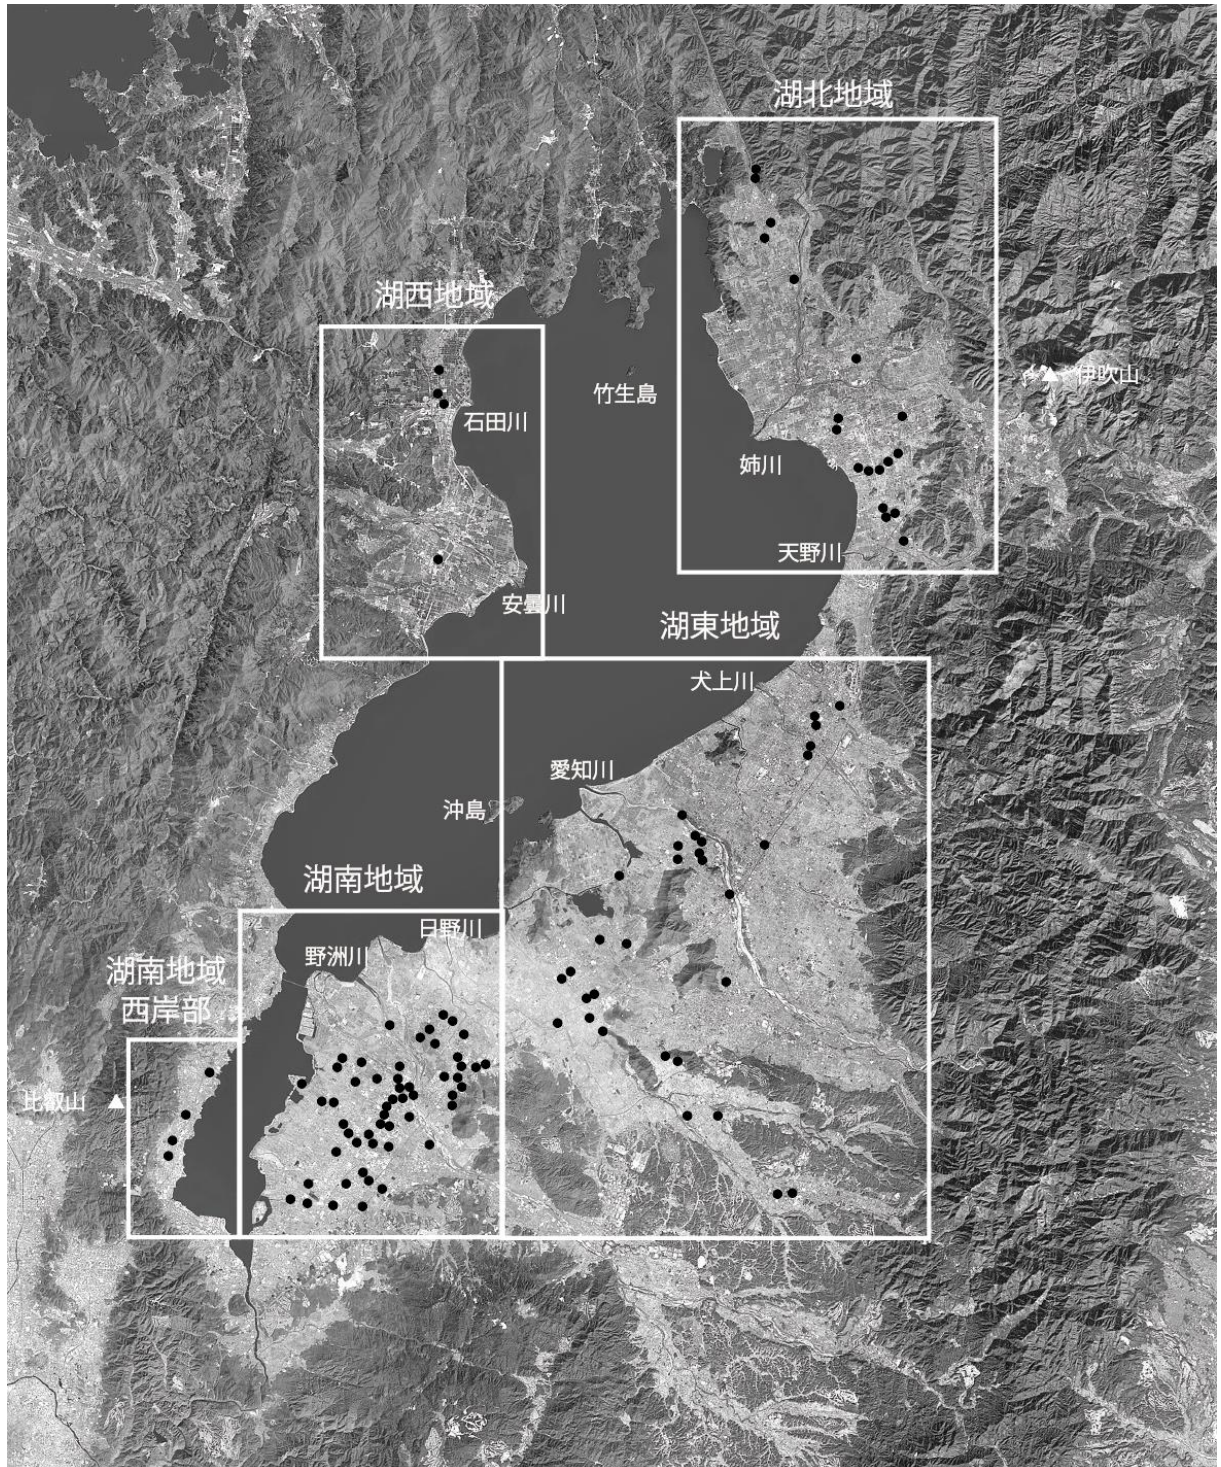 湖北地域
湖西地域
伊吹山
竹生島
石田川
姉川
天野川
安曇川
湖東地域
犬上川
愛知川
沖島
湖南地域
日野川
野洲川
湖南地域
西岸部
比叡山